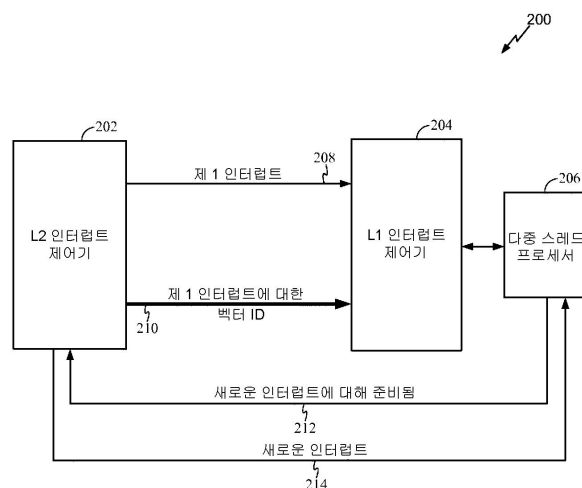 200
202
204
206
208
제 1 인터럽트
L2 인터럽트
제어기
L1 인터럽트
제어기
다중 스레드
프로세서
제 1 인터럽트에 대한
벡터 ID
210
새로운 인터럽트에 대해 준비됨
212
새로운 인터럽트
214